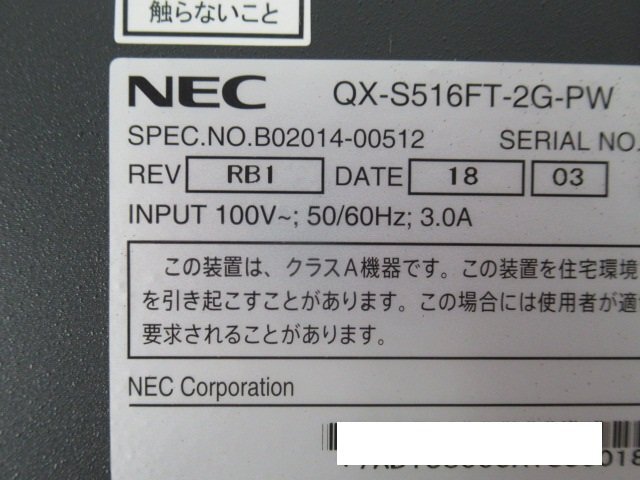 触らないこと
NEC QX-S516FT-2G-PW
SPEC.NO.B02014-00512 SERIAL NO.
REV RB1 DATE 18 03
INPUT 100V~; 50/60Hz; 3.0A
この装置は、クラスA機器です。この装置を住宅環境
を引き起こすことがあります。この場合には使用者が適
要求されることがあります。
NEC Corporation